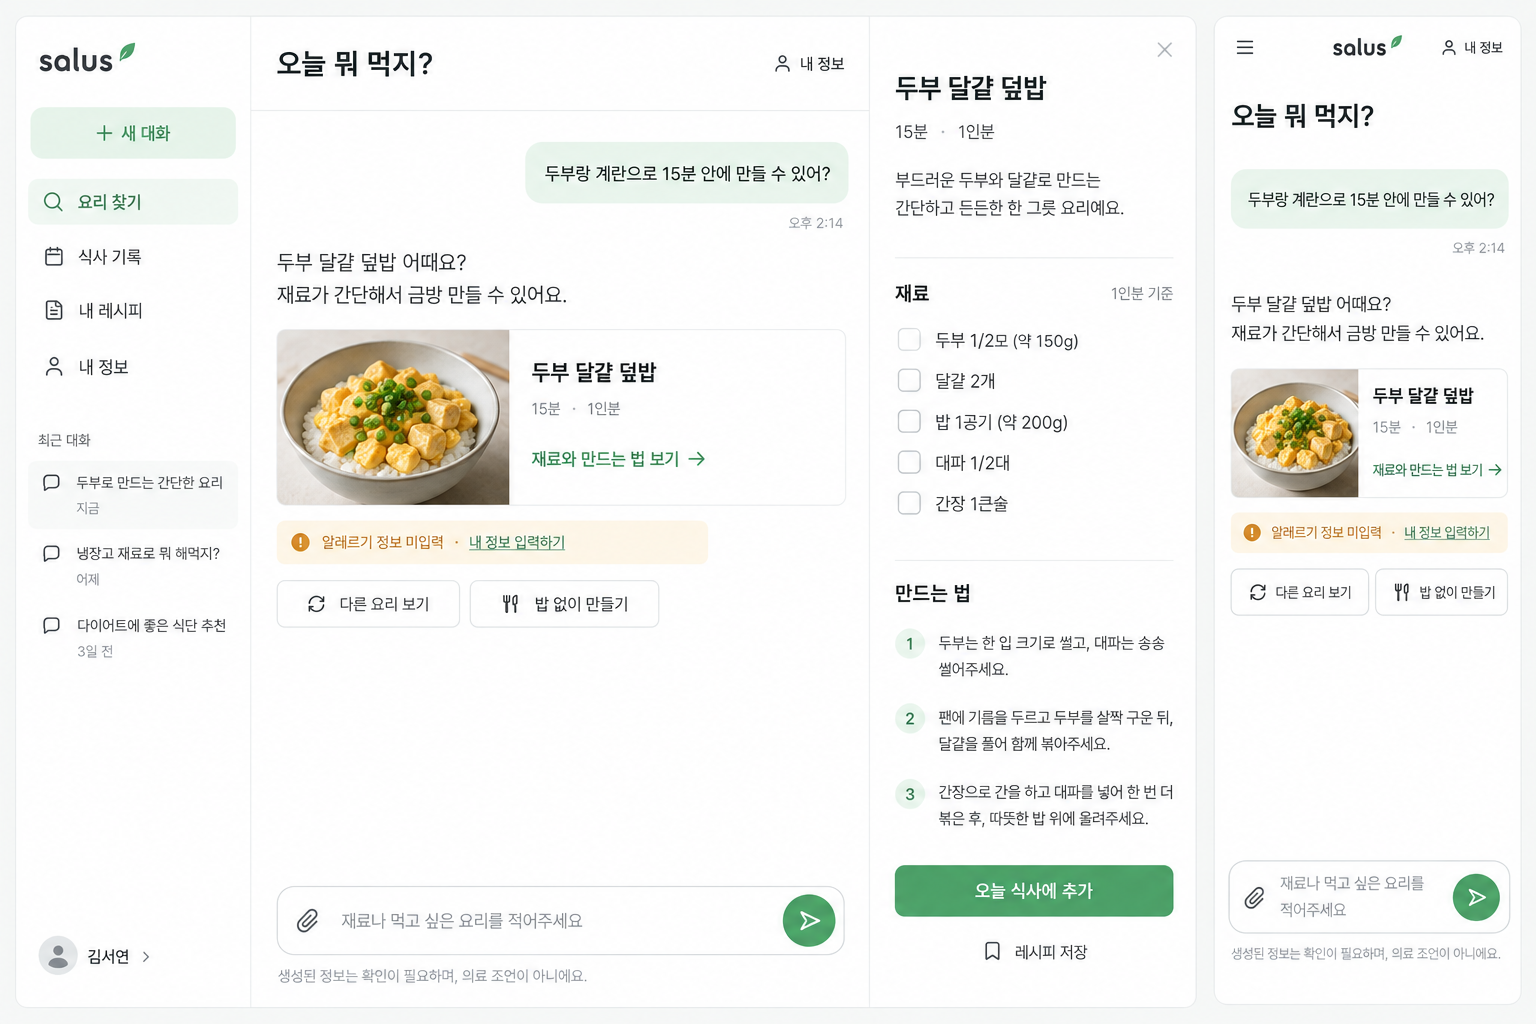 salus
+ 새 대화
요리 찾기
식사 기록
내 레시피
내 정보
최근 대화
두부로 만드는 간단한 요리
지금
냉장고 재료로 뭐 해먹지?
어제
다이어트에 좋은 식단 추천
3일 전
김서연
오늘 뭐 먹지?
내 정보
두부랑 계란으로 15분 안에 만들 수 있어?
오후 2:14
두부 달걀 덮밥 어때요?
재료가 간단해서 금방 만들 수 있어요.
두부 달걀 덮밥
15분 · 1인분
재료와 만드는 법 보기 →
알레르기 정보 미입력 · 내 정보 입력하기
다른 요리 보기
밥 없이 만들기
재료나 먹고 싶은 요리를 적어주세요
생성된 정보는 확인이 필요하며, 의료 조언이 아니에요.
두부 달걀 덮밥
15분 · 1인분
부드러운 두부와 달걀로 만드는
간단하고 든든한 한 그릇 요리예요.
재료
1인분 기준
두부 1/2모 (약 150g)
달걀 2개
밥 1공기 (약 200g)
대파 1/2대
간장 1큰술
만드는 법
1 두부는 한 입 크기로 썰고, 대파는 송송
썰어주세요.
2 팬에 기름을 두르고 두부를 살짝 구운 뒤,
달걀을 풀어 함께 볶아주세요.
3 간장으로 간을 하고 대파를 넣어 한 번 더
볶은 후, 따뜻한 밥 위에 올려주세요.
오늘 식사에 추가
레시피 저장
salus
내 정보
오늘 뭐 먹지?
두부랑 계란으로 15분 안에 만들 수 있어?
오후 2:14
두부 달걀 덮밥 어때요?
재료가 간단해서 금방 만들 수 있어요.
두부 달걀 덮밥
15분 · 1인분
재료와 만드는 법 보기 →
알레르기 정보 미입력 · 내 정보 입력하기
다른 요리 보기
밥 없이 만들기
재료나 먹고 싶은 요리를
적어주세요
생성된 정보는 확인이 필요하며, 의료 조언이 아니에요.